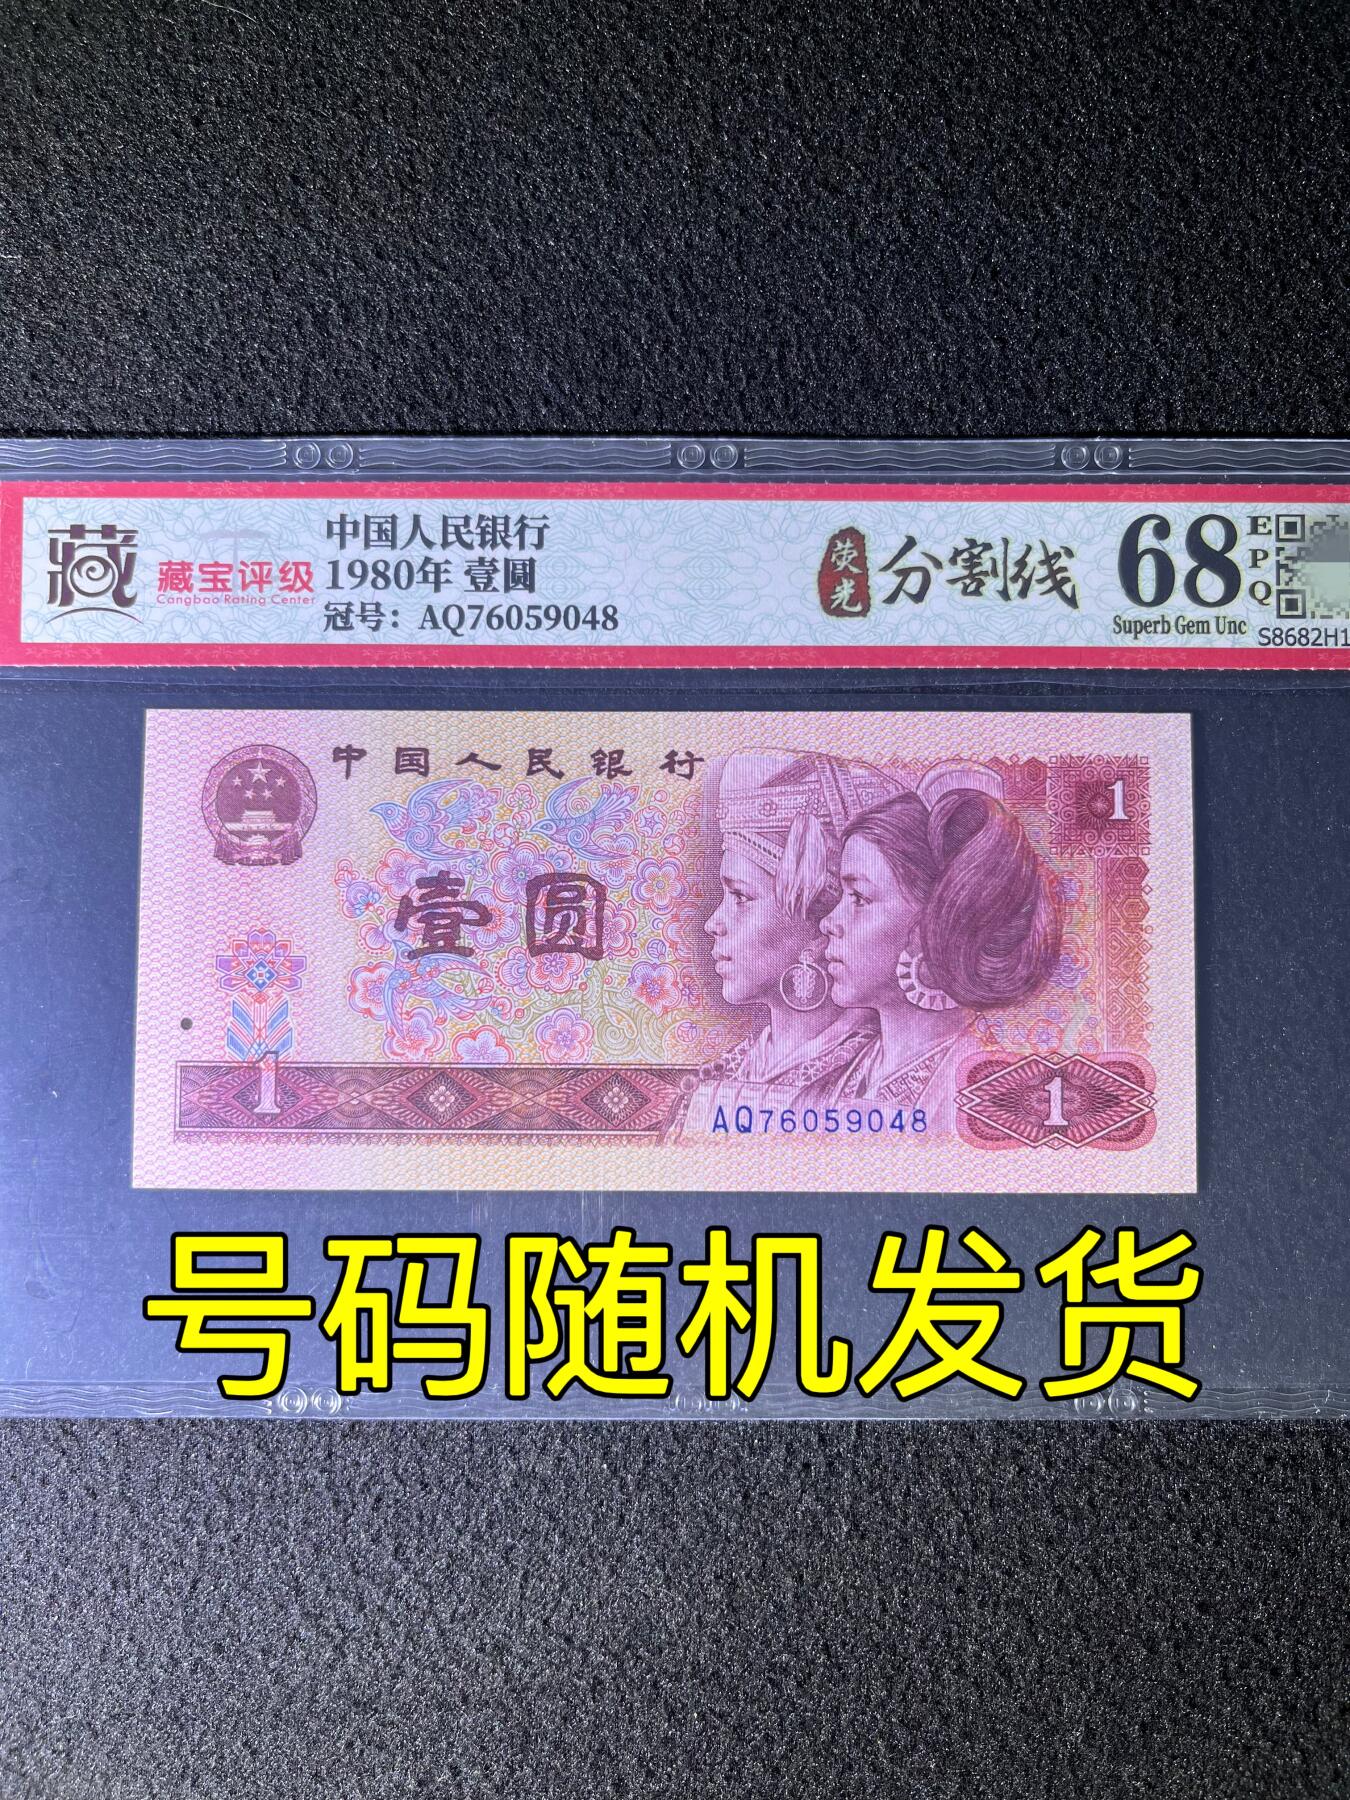 藏
藏宝评级
Cangbao Rating Center
中国人民银行
1980年 壹圆
冠号：AQ76059048
荧光
分割线
68
EPQ
Superb Gem Unc
S8682H1
中国人民银行
1
壹圆
1
AQ76059048
1
号码随机发货